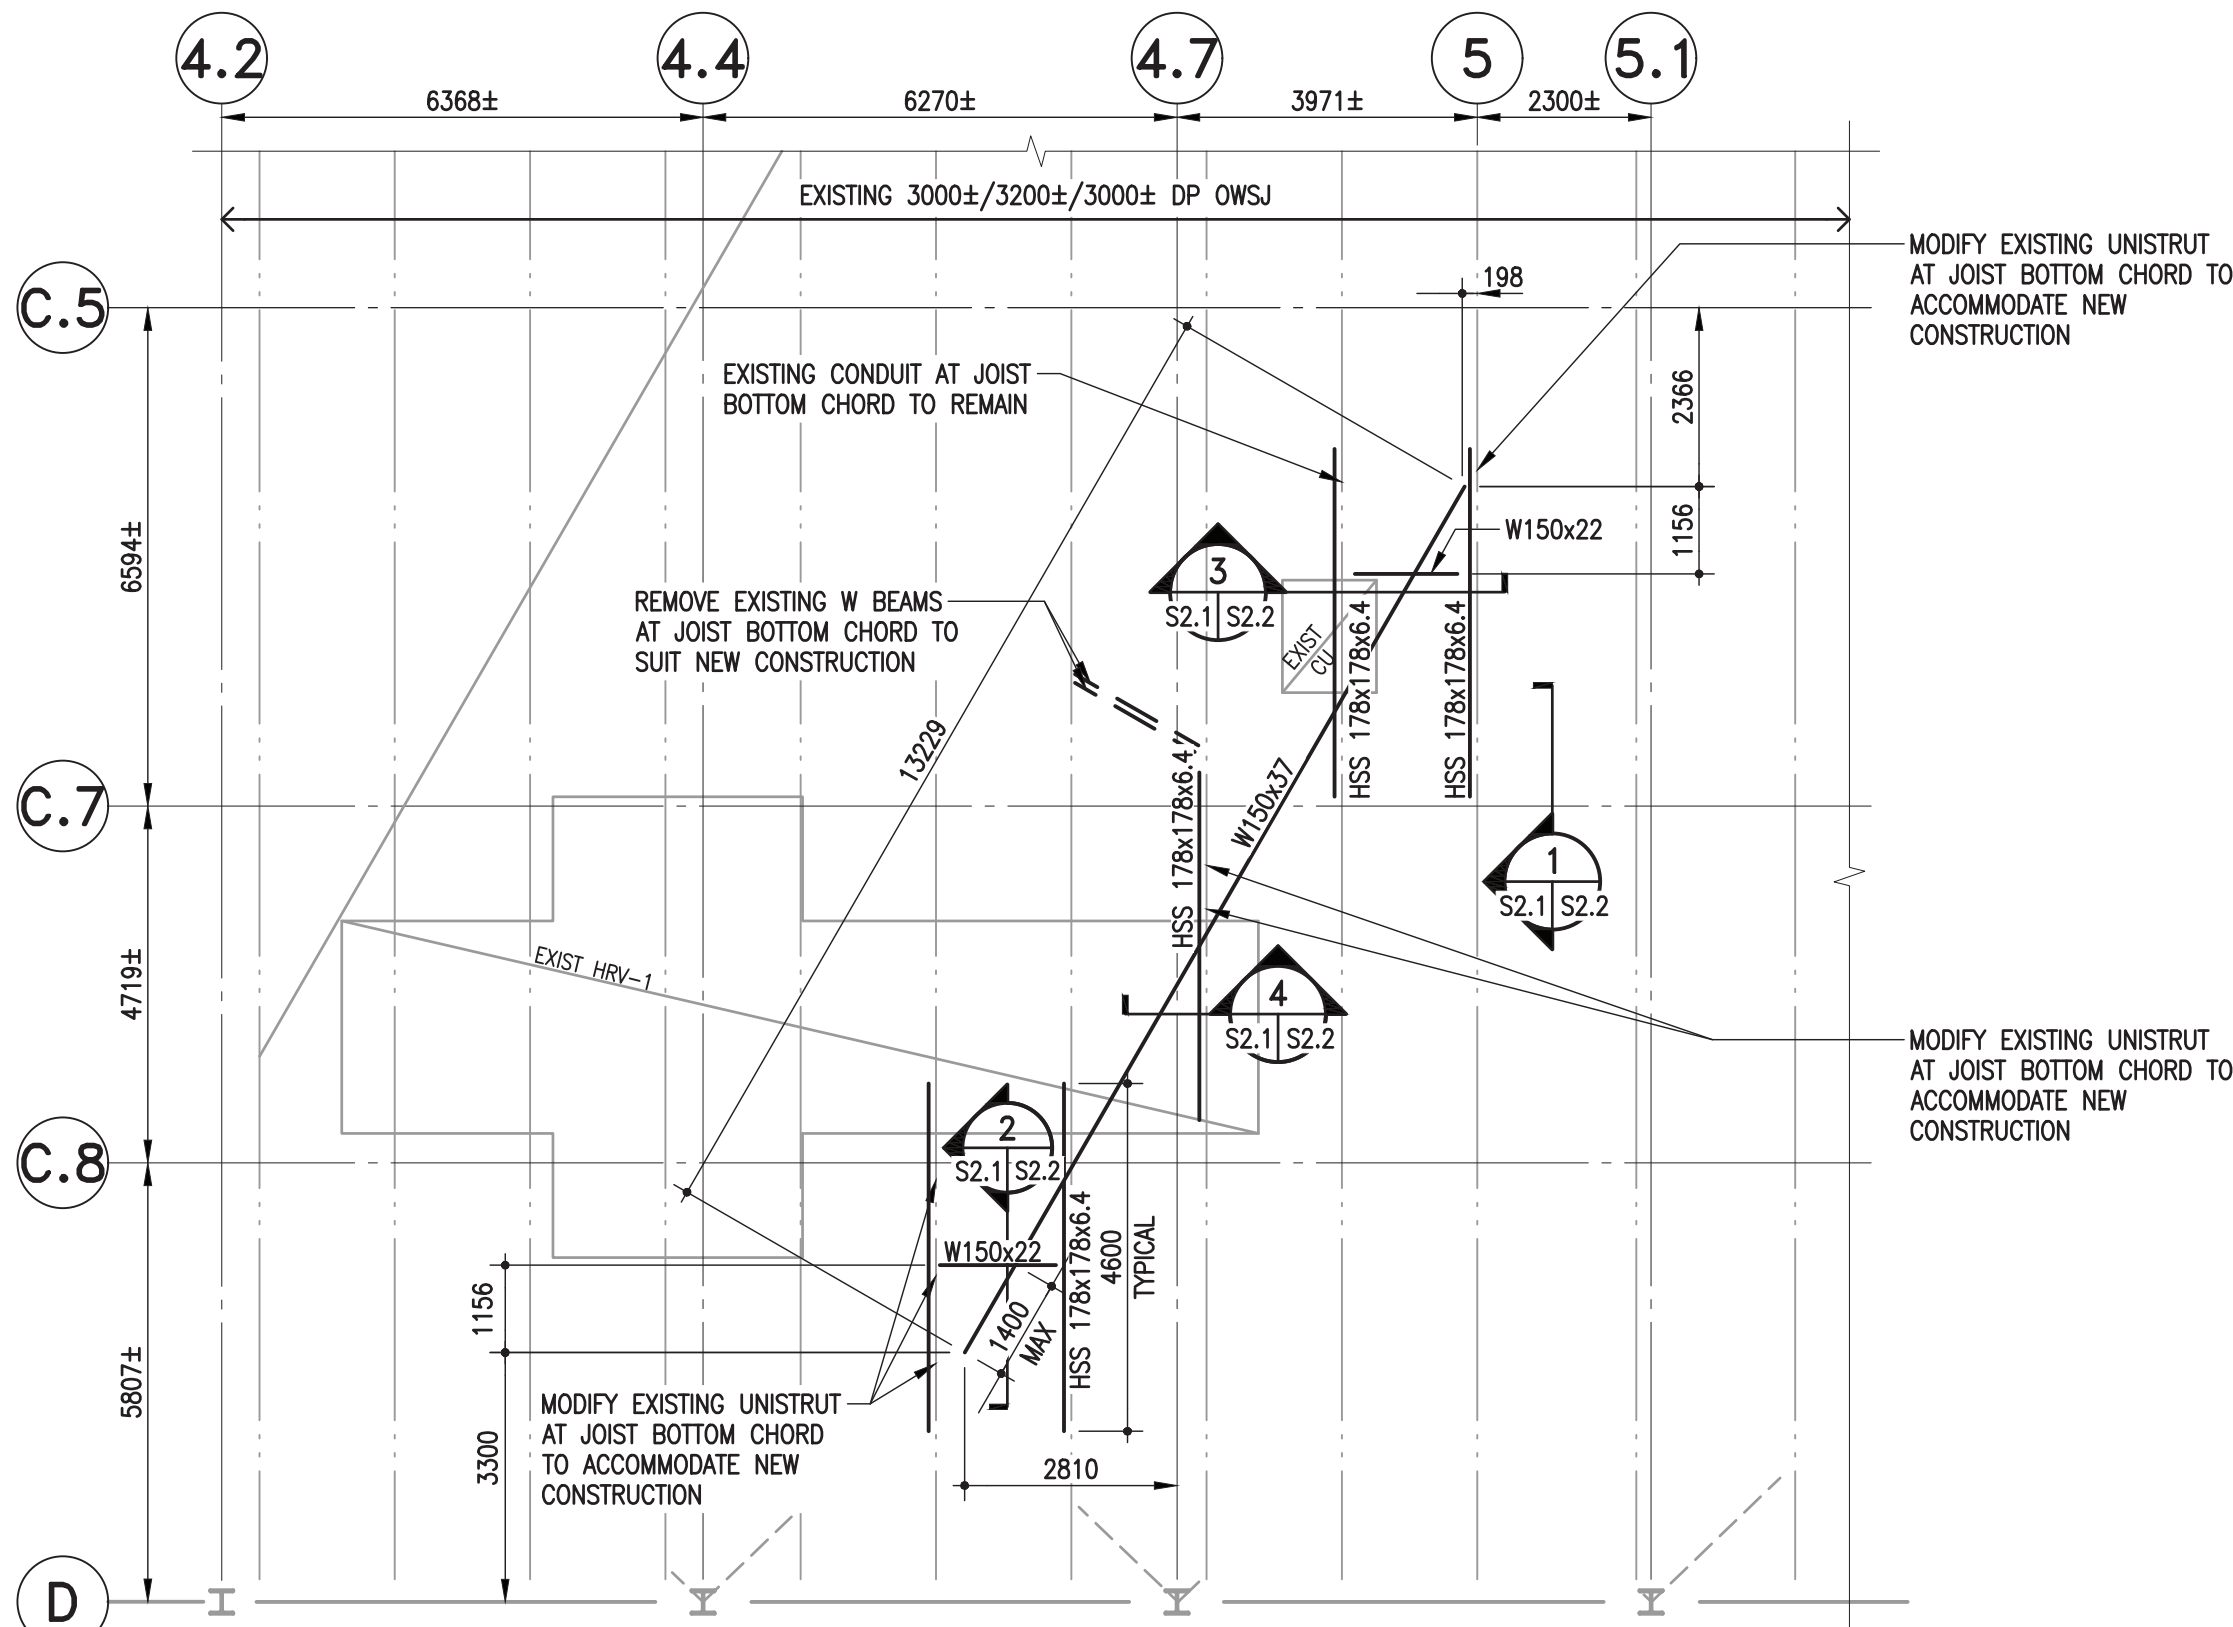 4.2
4.4
4.7
5
5.1
6368±
6270±
3971±
2300±
EXISTING 3000±/3200±/3000± DP OWSJ
MODIFY EXISTING UNISTRUT
AT JOIST BOTTOM CHORD TO
ACCOMMODATE NEW
CONSTRUCTION
198
C.5
EXISTING CONDUIT AT JOIST
BOTTOM CHORD TO REMAIN
2366
1156
W150x22
6594±
3
S2.1
S2.2
REMOVE EXISTING W BEAMS
AT JOIST BOTTOM CHORD TO
SUIT NEW CONSTRUCTION
EXIST
CU
HSS 178x178x6.4
HSS 178x178x6.4
13229
W150x37
HSS 178x178x6.4
C.7
1
S2.1
S2.2
4719±
EXIST HRV-1
4
S2.1
S2.2
MODIFY EXISTING UNISTRUT
AT JOIST BOTTOM CHORD TO
ACCOMMODATE NEW
CONSTRUCTION
2
S2.1
S2.2
C.8
W150x22
HSS 178x178x6.4
4600
TYPICAL
1156
1400
MAX
5807±
MODIFY EXISTING UNISTRUT
AT JOIST BOTTOM CHORD
TO ACCOMMODATE NEW
CONSTRUCTION
3300
2810
D